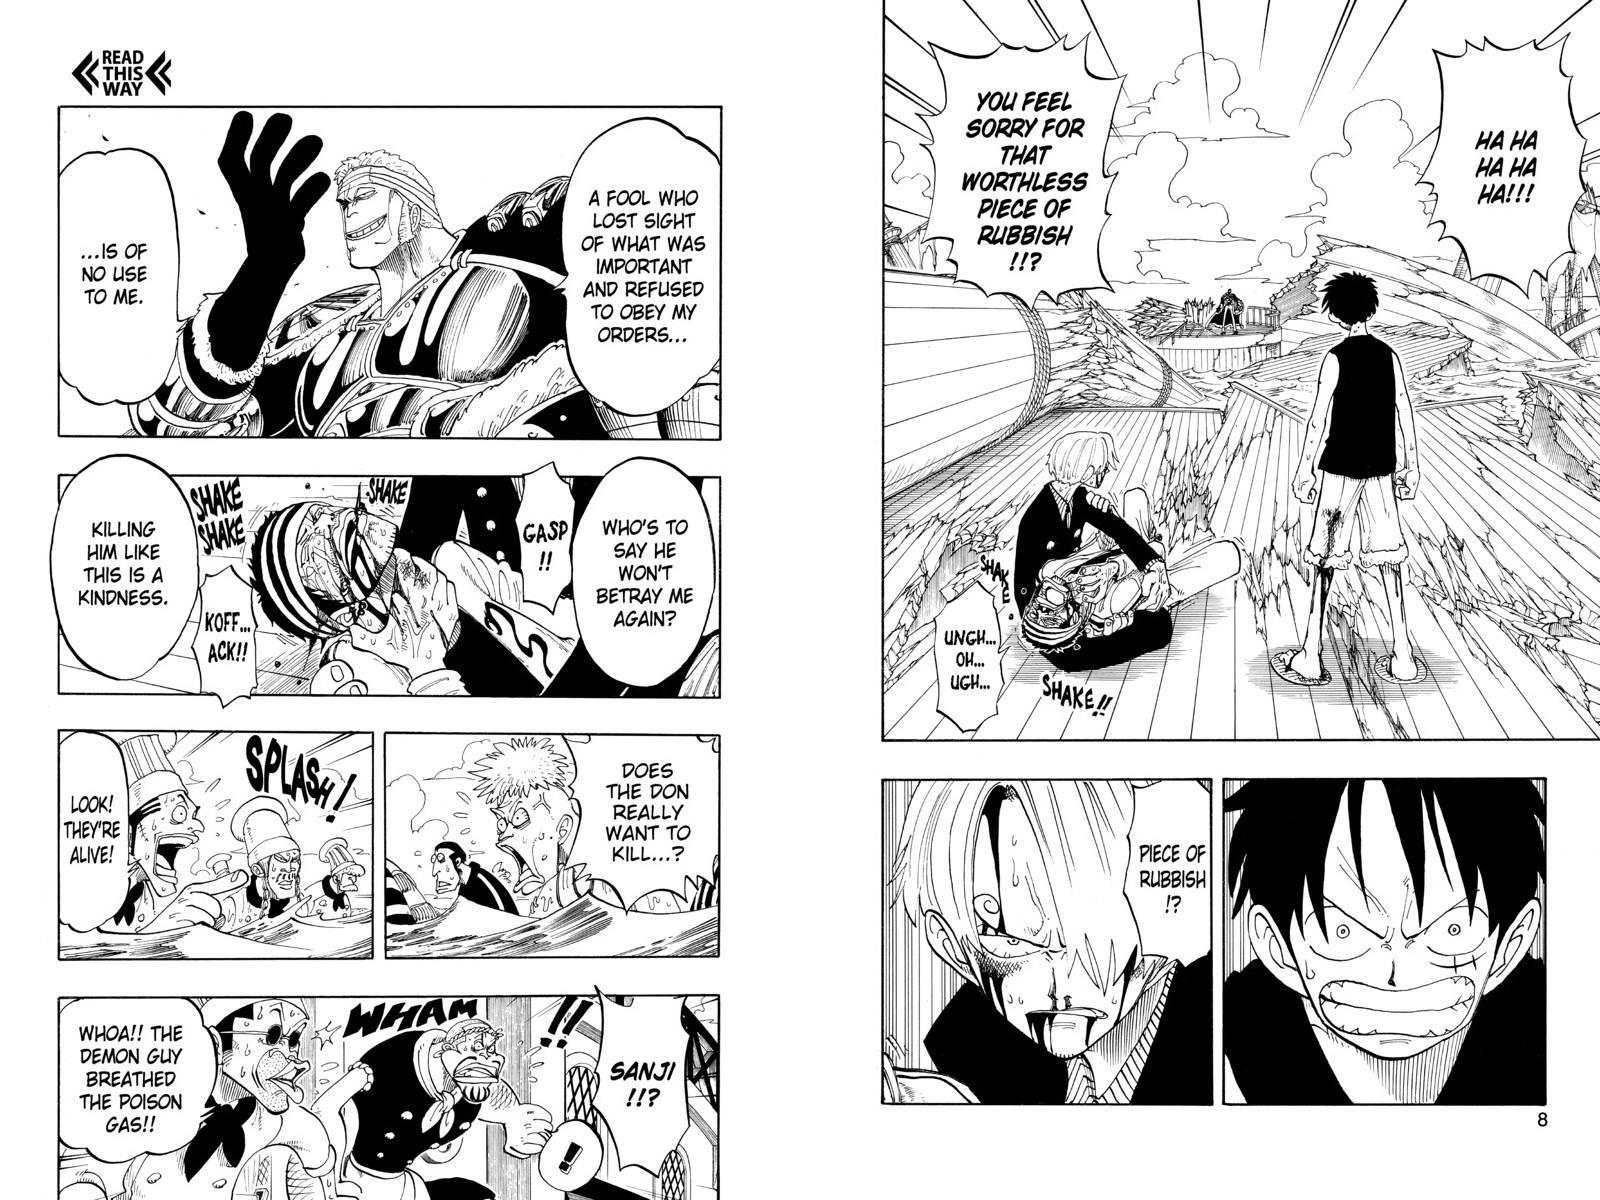 HA HA
HA HA
HA!!!
YOU FEEL
SORRY FOR
THAT
WORTHLESS
PIECE OF
RUBBISH
!!?
SHAKE
UNGH...
OH...
UGH...
SHAKE!!
PIECE OF
RUBBISH
!?
8
READ
THIS
WAY
A FOOL WHO
LOST SIGHT
OF WHAT WAS
IMPORTANT
AND REFUSED
TO OBEY MY
ORDERS...
...IS OF
NO USE
TO ME.
WHO'S TO
SAY HE
WON'T
BETRAY ME
AGAIN?
GASP
!!
SHAKE
SHAKE
SHAKE
KOFF...
ACK!!
KILLING
HIM LIKE
THIS IS A
KINDNESS.
DOES
THE DON
REALLY
WANT TO
KILL...?
SPLASH!
LOOK!
THEY'RE
ALIVE!
SANJI
!!?
!!
!
WHAM
WHOA!! THE
DEMON GUY
BREATHED
THE POISON
GAS!!